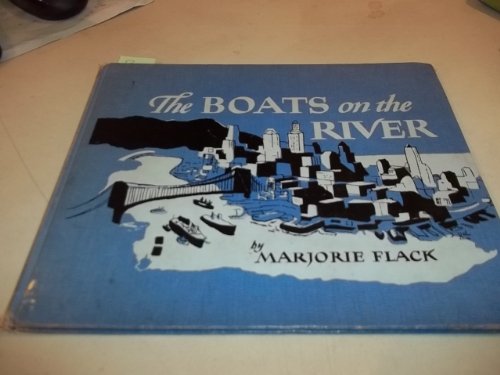 The BOATS on the
RIVER
by
MARJORIE FLACK